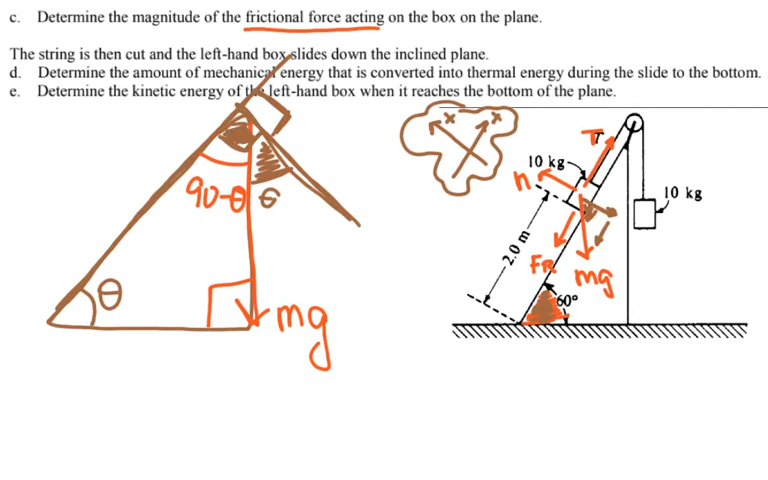 c. Determine the magnitude of the frictional force acting on the box on the plane.
The string is then cut and the left-hand box slides down the inclined plane.
d. Determine the amount of mechanical energy that is converted into thermal energy during the slide to the bottom.
e. Determine the kinetic energy of the left-hand box when it reaches the bottom of the plane.
x x
T
10 kg
n
10 kg
90-θ θ
2.0 m
FR
mg
60°
θ
mg